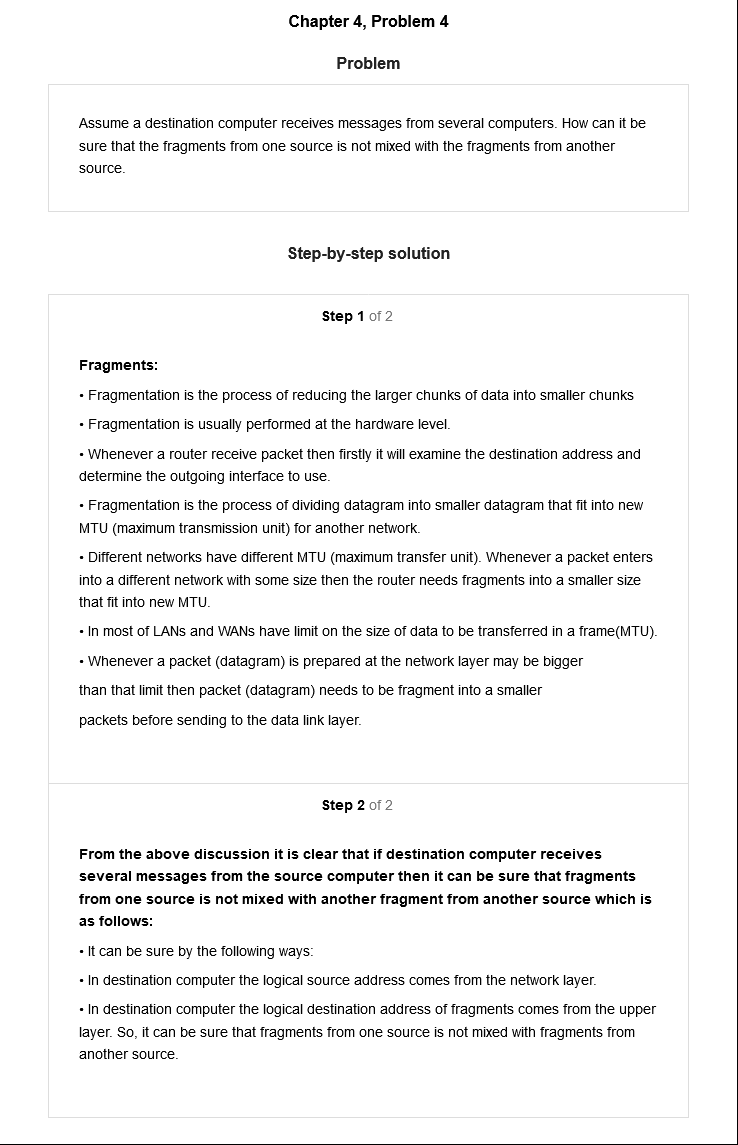 Chapter 4, Problem 4
Problem
Assume a destination computer receives messages from several computers. How can it be
sure that the fragments from one source is not mixed with the fragments from another
source.
Step-by-step solution
Step 1 of 2
Fragments:
• Fragmentation is the process of reducing the larger chunks of data into smaller chunks
• Fragmentation is usually performed at the hardware level.
• Whenever a router receive packet then firstly it will examine the destination address and
determine the outgoing interface to use.
• Fragmentation is the process of dividing datagram into smaller datagram that fit into new
MTU (maximum transmission unit) for another network.
• Different networks have different MTU (maximum transfer unit). Whenever a packet enters
into a different network with some size then the router needs fragments into a smaller size
that fit into new MTU.
• In most of LANs and WANs have limit on the size of data to be transferred in a frame(MTU).
• Whenever a packet (datagram) is prepared at the network layer may be bigger
than that limit then packet (datagram) needs to be fragment into a smaller
packets before sending to the data link layer.
Step 2 of 2
From the above discussion it is clear that if destination computer receives
several messages from the source computer then it can be sure that fragments
from one source is not mixed with another fragment from another source which is
as follows:
• It can be sure by the following ways:
• In destination computer the logical source address comes from the network layer.
• In destination computer the logical destination address of fragments comes from the upper
layer. So, it can be sure that fragments from one source is not mixed with fragments from
another source.